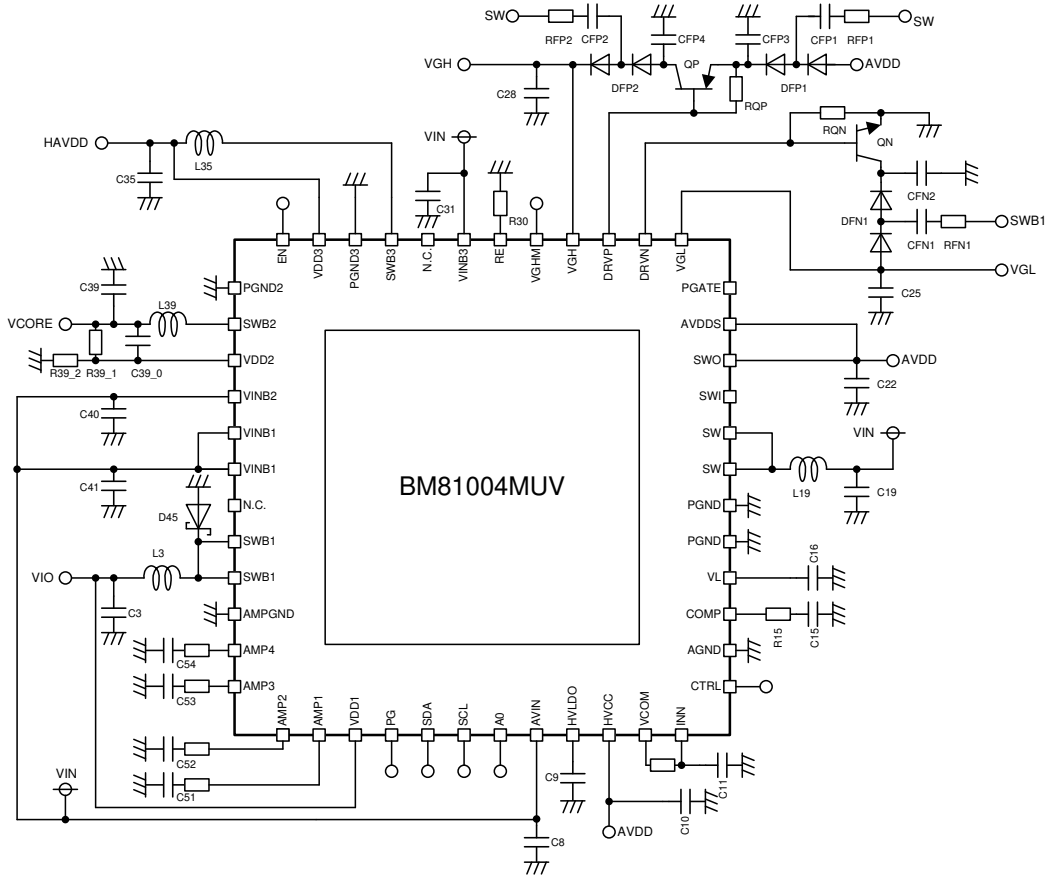 SW
RFP2
CFP2
CFP4
QP
CFP3
CFP1
RFP1
SW
VGH
C28
DFP2
RQP
DFP1
AVDD
HAVDD
L35
C35
VIN
C31
R30
RQN
QN
CFN2
DFN1
CFN1
RFN1
SWB1
VGL
C25
EN
VDD3
PGND3
SWB3
N.C.
VINB3
RE
VGHM
VGH
DRVP
DRVN
VGL
C39
L39
VCORE
R39_2
R39_1
C39_0
C40
C41
D45
L3
VIO
C3
C54
C53
C52
C51
VIN
PGND2
SWB2
VDD2
VINB2
VINB1
VINB1
N.C.
SWB1
SWB1
AMPGND
AMP4
AMP3
BM81004MUV
PGATE
AVDDS
SWO
SWI
SW
SW
PGND
PGND
VL
COMP
AGND
CTRL
AVDD
C22
VIN
L19
C19
C16
R15
C15
AMP2
AMP1
VDD1
PG
SDA
SCL
A0
AVIN
HVLDO
HVCC
VCOM
INN
C9
C11
C10
C8
AVDD